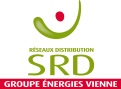 RÉSEAUX DISTRIBUTION
SRD
GROUPE ÉNERGIES VIENNE